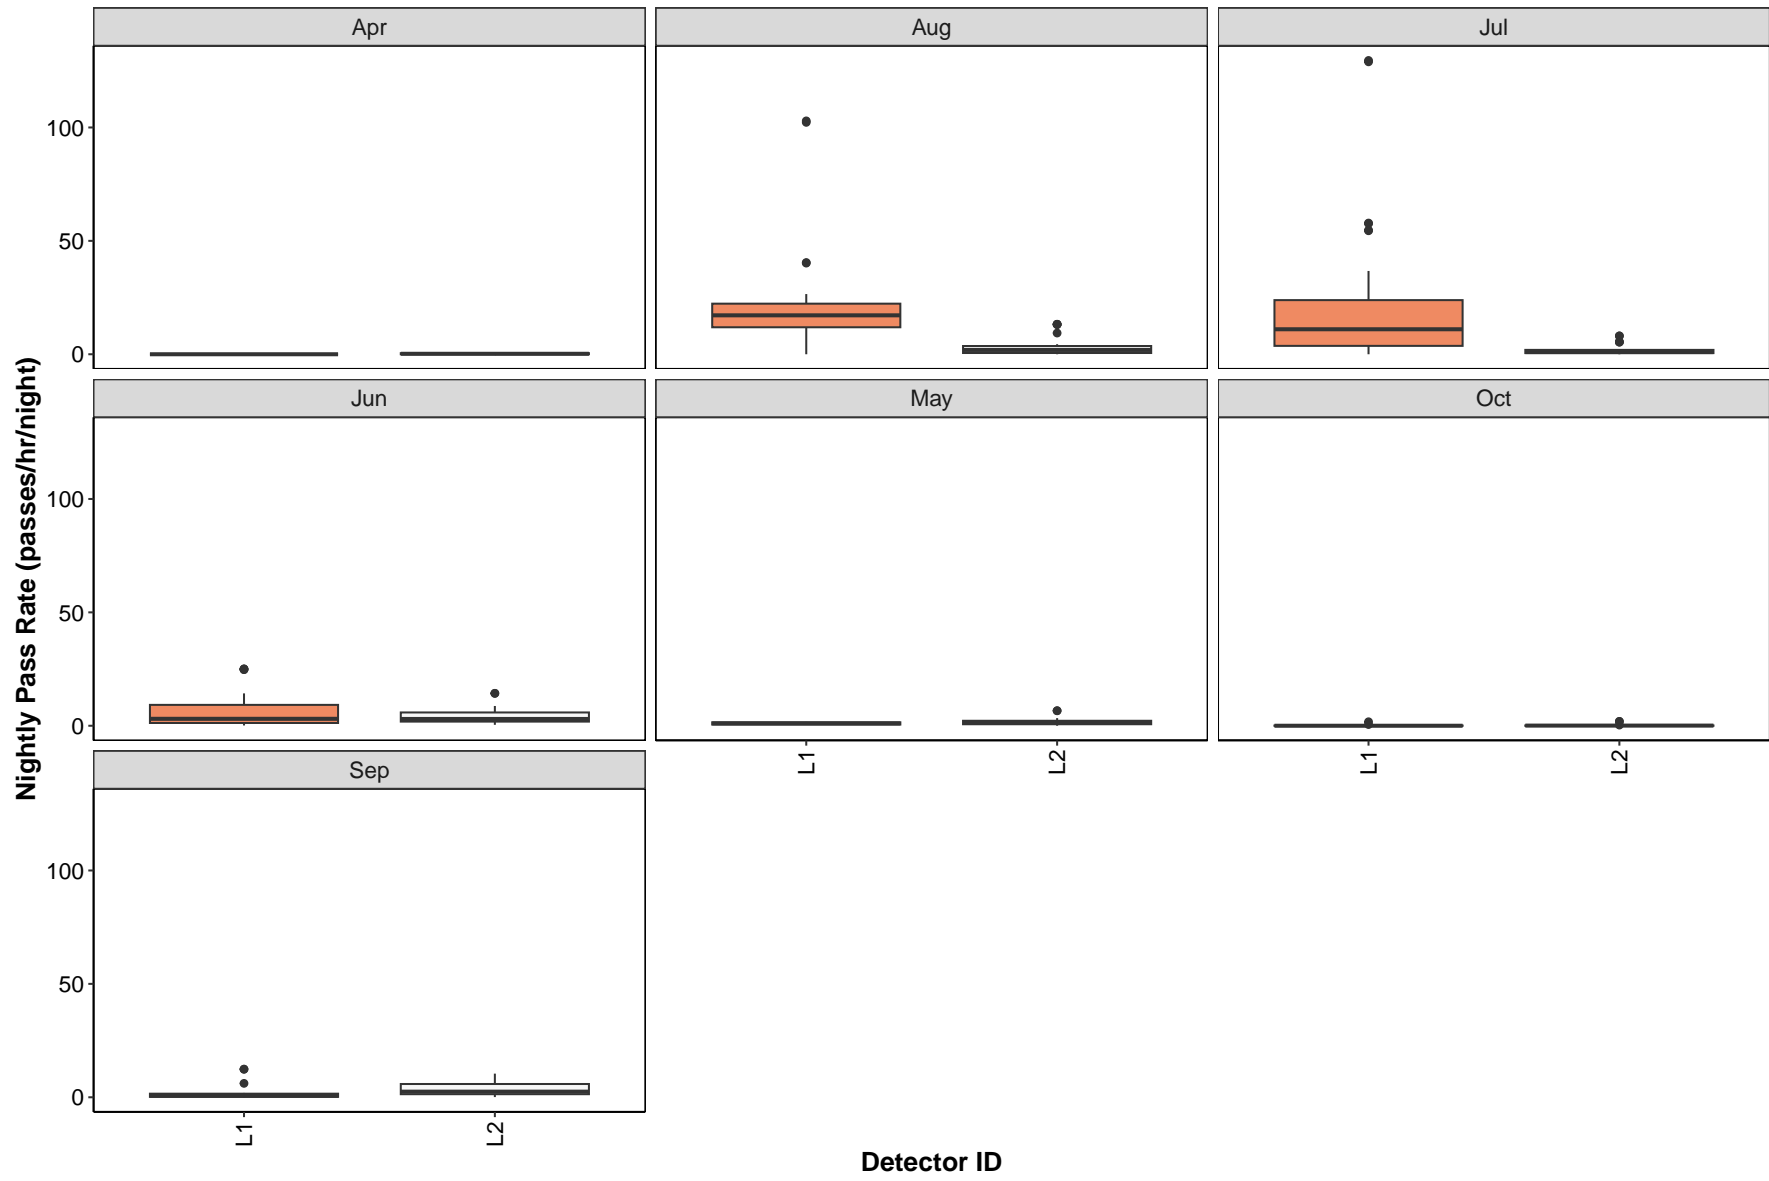 Apr
Aug
Jul
100
50
0
Jun
May
Oct
100
50
0
L1
L2
L1
L2
Sep
100
50
0
L1
L2
Nightly Pass Rate (passes/hr/night)
Detector ID